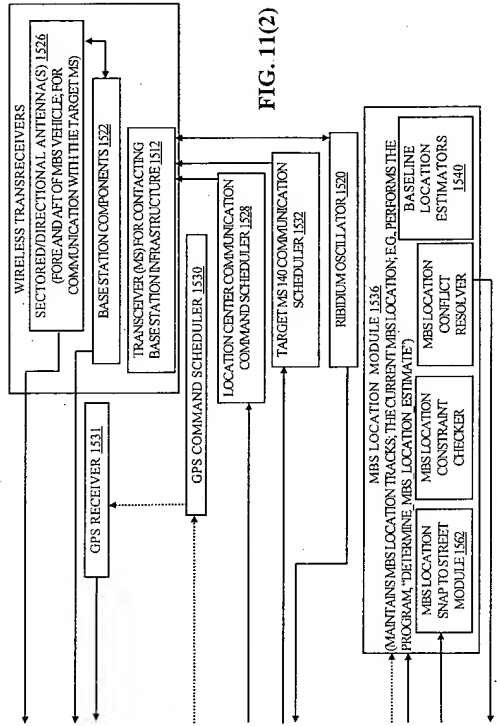 WIRELESS TRANSRECEIVERS
SECTORED/DIRECTIONAL ANTENNA(S) 1526
(FORE AND AFT OF MBS VEHICLE; FOR
COMMUNICATION WITH THE TARGET MS)
BASE STATION COMPONENTS 1522
TRANSCEIVER (MS) FOR CONTACTING
BASE STATION INFRASTRUCTURE 1512
GPS RECEIVER 1531
GPS COMMAND SCHEDULER 1530
LOCATION CENTER COMMUNICATION
COMMAND SCHEDULER 1528
TARGET MS 140 COMMUNICATION
SCHEDULER 1532
RIBIDIUM OSCILLATOR 1520
FIG. 11(2)
MBS LOCATION MODULE 1536
(MAINTAINS MBS LOCATION TRACKS; THE CURRENT MBS LOCATION; E.G., PERFORMS THE
PROGRAM, "DETERMINE_MBS_LOCATION_ESTIMATE")
MBS LOCATION
SNAP TO STREET
MODULE 1562
MBS LOCATION
CONSTRAINT
CHECKER
MBS LOCATION
CONFLICT
RESOLVER
BASELINE
LOCATION
ESTIMATORS
1540